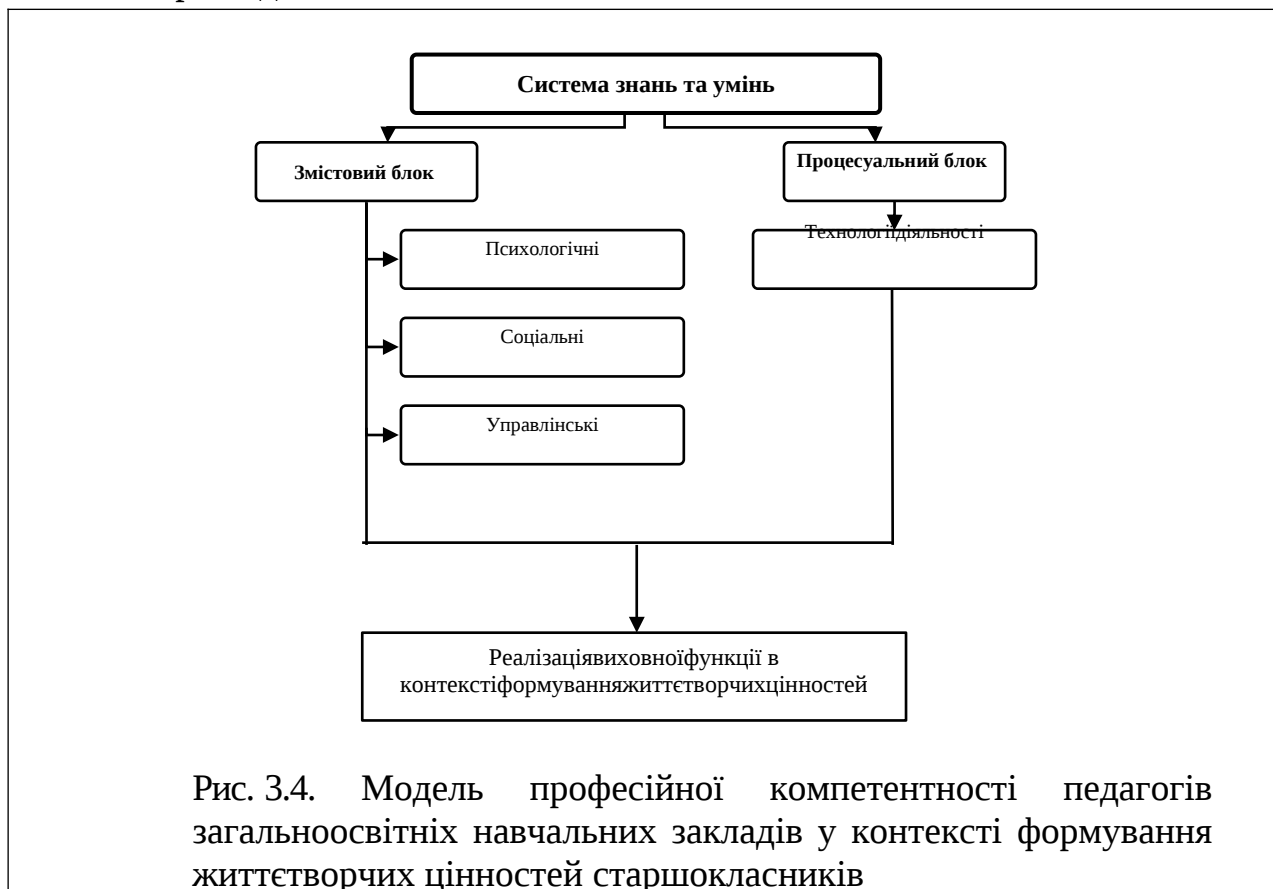 Система знань та умінь
Змістовий блок
Процесуальний блок
Психологічні
Технологіїдіяльності
Соціальні
Управлінські
Реалізаціявиховноїфункції в
контекстіформуванняжиттєтворчихцінностей
Рис. 3.4. Модель професійної компетентності педагогів
загальноосвітніх навчальних закладів у контексті формування
життєтворчих цінностей старшокласників